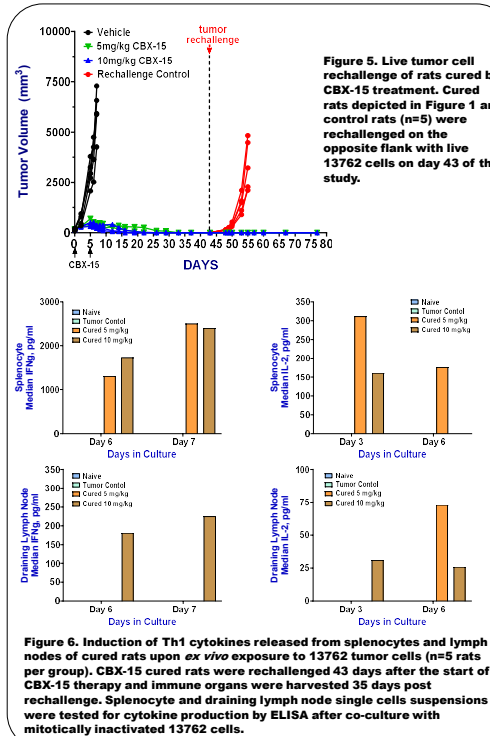 Vehicle
5mg/kg CBX-15
10mg/kg CBX-15
Rechallenge Control
tumor
rechallenge
10000
7500
5000
2500
0
Tumor Volume (mm³)
0 5 10 15 20 25 30 35 40 45 50 55 60 65 70 75 80
CBX-15
DAYS
Figure 5. Live tumor cell
rechallenge of rats cured b
CBX-15 treatment. Cured
rats depicted in Figure 1 an
control rats (n=5) were
rechallenged on the
opposite flank with live
13762 cells on day 43 of th
study.
3000
2000
1000
0
Splenocyte
Median IFNg, pg/ml
Naive
Tumor Contol
Cured 5 mg/kg
Cured 10 mg/kg
Day 6 Day 7
Days in Culture
350
300
250
200
150
100
50
0
Splenocyte
Median IL-2, pg/ml
Naive
Tumor Contol
Cured 5 mg/kg
Cured 10 mg/kg
Day 3 Day 6
Days in Culture
350
300
250
200
150
100
50
0
Draining Lymph Node
Median IFNg, pg/ml
Naive
Tumor Contol
Cured 5 mg/kg
Cured 10 mg/kg
Day 6 Day 7
Days in Culture
100
75
50
25
0
Draining Lymph Node
Median IL-2, pg/ml
Naive
Tumor Contol
Cured 5 mg/kg
Cured 10 mg/kg
Day 3 Day 6
Days in Culture
Figure 6. Induction of Th1 cytokines released from splenocytes and lymph
nodes of cured rats upon ex vivo exposure to 13762 tumor cells (n=5 rats
per group). CBX-15 cured rats were rechallenged 43 days after the start of
CBX-15 therapy and immune organs were harvested 35 days post
rechallenge. Splenocyte and draining lymph node single cells suspensions
were tested for cytokine production by ELISA after co-culture with
mitotically inactivated 13762 cells.